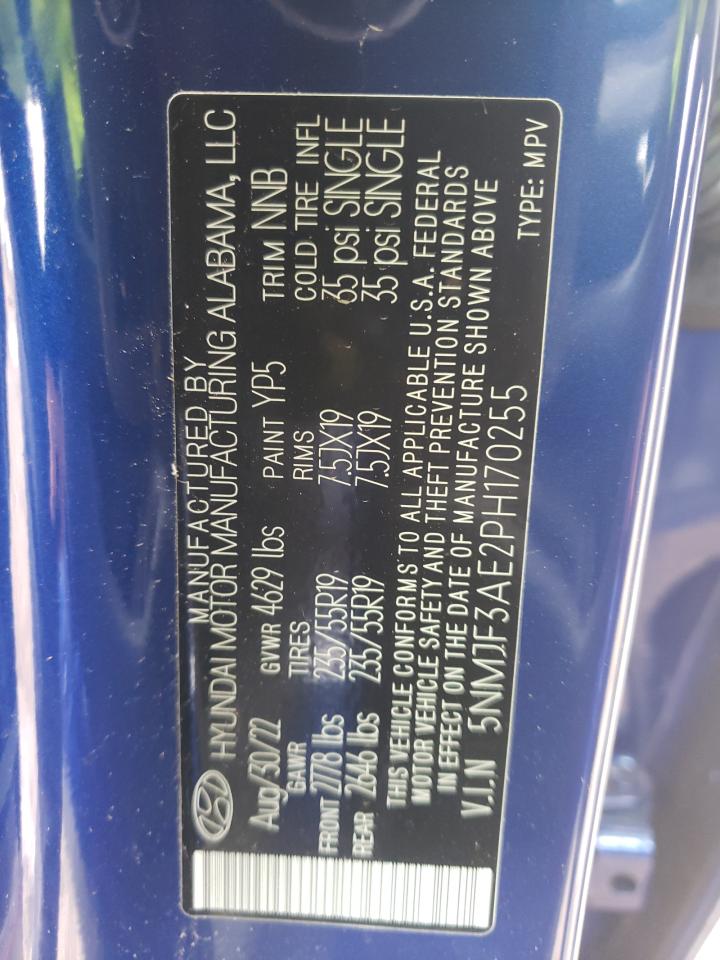 MANUFACTURED BY
HYUNDAI MOTOR MANUFACTURING ALABAMA, LLC
Aug/30/22 GVWR 4629 lbs PAINT YP5 TRIM NNB
GAWR TIRES RIMS COLD TIRE INFL
FRONT 2778 lbs 235/55R19 7.5JX19 35 psi SINGLE
REAR 2646 lbs 235/55R19 7.5JX19 35 psi SINGLE
THIS VEHICLE CONFORMS TO ALL APPLICABLE U.S.A. FEDERAL
MOTOR VEHICLE SAFETY AND THEFT PREVENTION STANDARDS
IN EFFECT ON THE DATE OF MANUFACTURE SHOWN ABOVE
V.I.N 5NMJF3AE2PH170255
TYPE: MPV